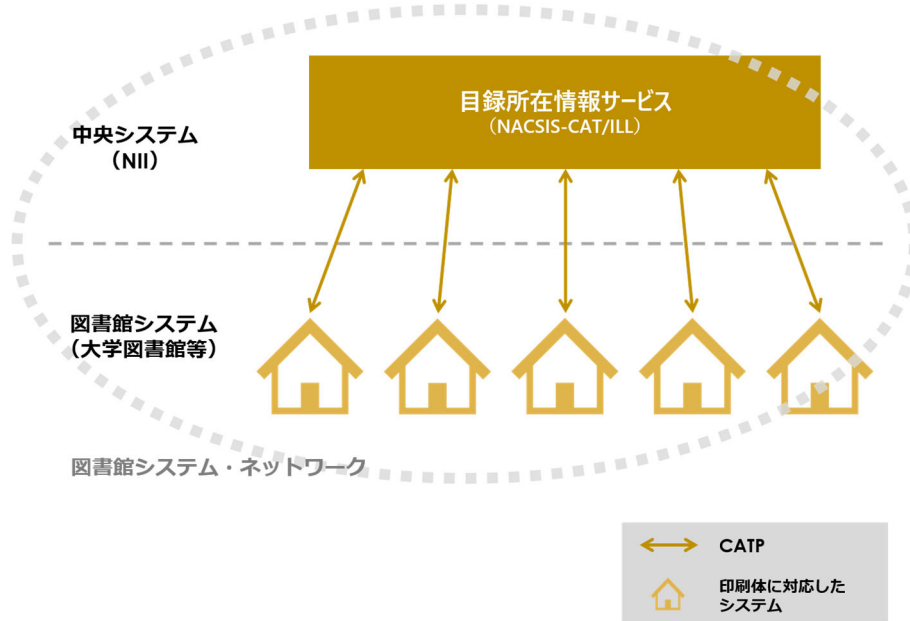 目録所在情報サービス
（NACSIS-CAT/ILL）
中央システム
（NII）
図書館システム
（大学図書館等）
図書館システム・ネットワーク
CATP
印刷体に対応した
システム